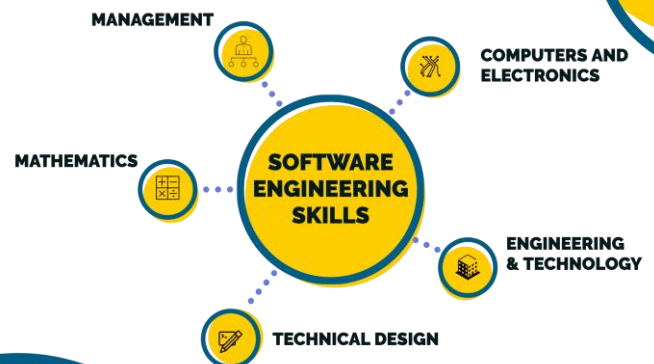 MANAGEMENT
COMPUTERS AND
ELECTRONICS
MATHEMATICS
SOFTWARE
ENGINEERING
SKILLS
ENGINEERING
& TECHNOLOGY
TECHNICAL DESIGN